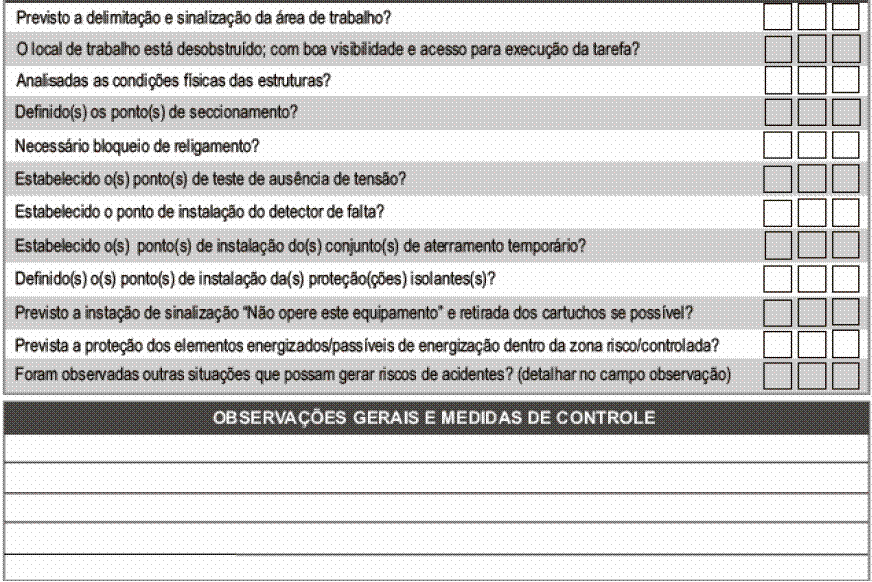 Previsto a delimitação e sinalização da área de trabalho?
O local de trabalho está desobstruído; com boa visibilidade e acesso para execução da tarefa?
Analisadas as condições físicas das estruturas?
Definido(s) os ponto(s) de seccionamento?
Necessário bloqueio de religamento?
Estabelecido o(s) ponto(s) de teste de ausência de tensão?
Estabelecido o ponto de instalação do detector de falta?
Estabelecido o(s) ponto(s) de instalação do(s) conjunto(s) de aterramento temporário?
Definido(s) o(s) ponto(s) de instalação da(s) proteção(ções) isolantes(s)?
Previsto a instação de sinalização "Não opere este equipamento" e retirada dos cartuchos se possível?
Prevista a proteção dos elementos energizados/passíveis de energização dentro da zona risco/controlada?
Foram observadas outras situações que possam gerar riscos de acidentes? (detalhar no campo observação)
OBSERVAÇÕES GERAIS E MEDIDAS DE CONTROLE